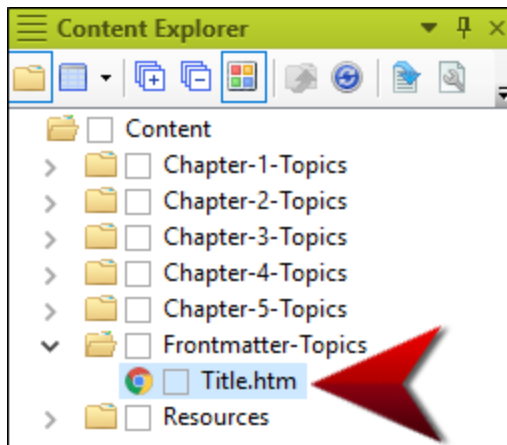 Content Explorer
Content
Chapter-1-Topics
Chapter-2-Topics
Chapter-3-Topics
Chapter-4-Topics
Chapter-5-Topics
Frontmatter-Topics
Title.htm
Resources